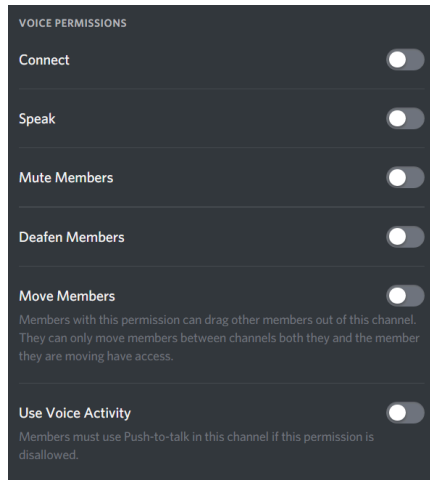 VOICE PERMISSIONS
Connect
Speak
Mute Members
Deafen Members
Move Members
Members with this permission can drag other members out of this channel.
They can only move members between channels both they and the member
they are moving have access.
Use Voice Activity
Members must use Push-to-talk in this channel if this permission is
disallowed.